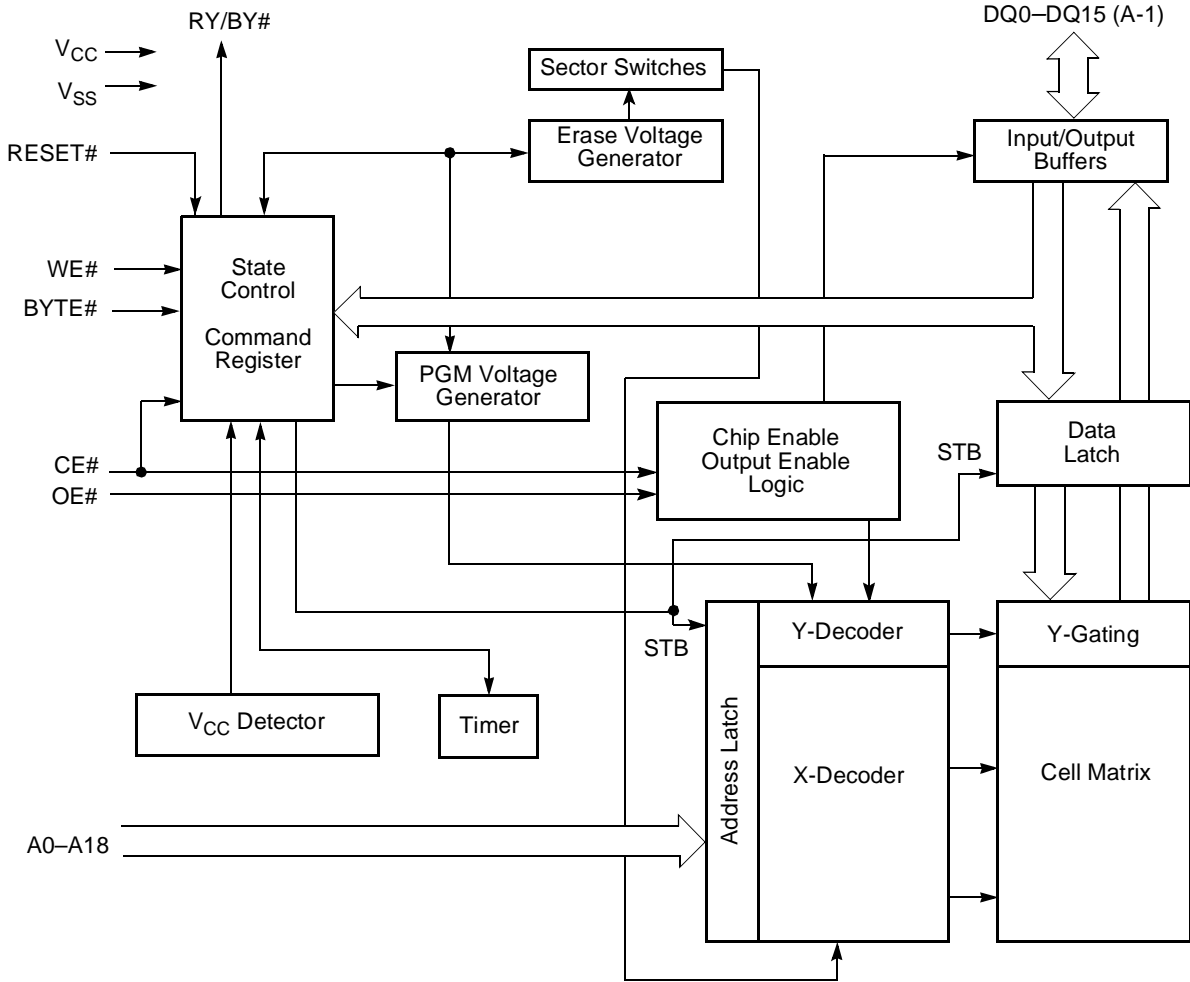 RY/BY#
DQ0–DQ15 (A-1)
VCC
VSS
Sector Switches
RESET#
Erase Voltage
Generator
Input/Output
Buffers
WE#
BYTE#
State
Control
Command
Register
PGM Voltage
Generator
CE#
OE#
Chip Enable
Output Enable
Logic
STB
Data
Latch
STB
Y-Decoder
Y-Gating
VCC Detector
Timer
Address Latch
X-Decoder
Cell Matrix
A0–A18